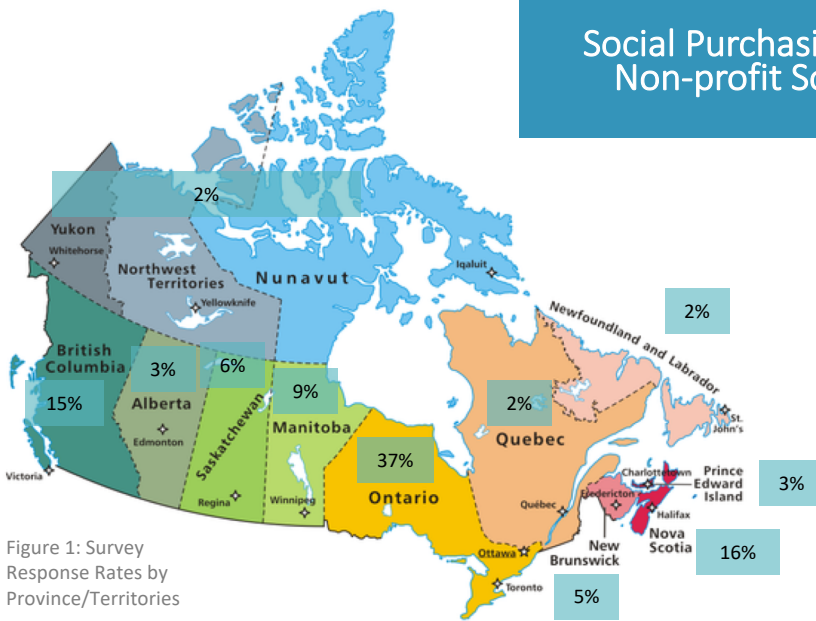 Social Purchasi
Non-profit So
2%
Yukon
Whitehorse
Northwest
Territories
Yellowknife
Nunavut
Iqaluit
British
Columbia
15%
Victoria
3%
Alberta
Edmonton
6%
Saskatchewan
Regina
9%
Manitoba
Winnipeg
37%
Ontario
Ottawa
Toronto
2%
Quebec
Québec
Newfoundland and Labrador
2%
St.
John's
Charlottetown
Prince
Edward
Island
3%
Fredericton
Halifax
Nova
Scotia
16%
New
Brunswick
5%
Figure 1: Survey
Response Rates by
Province/Territories